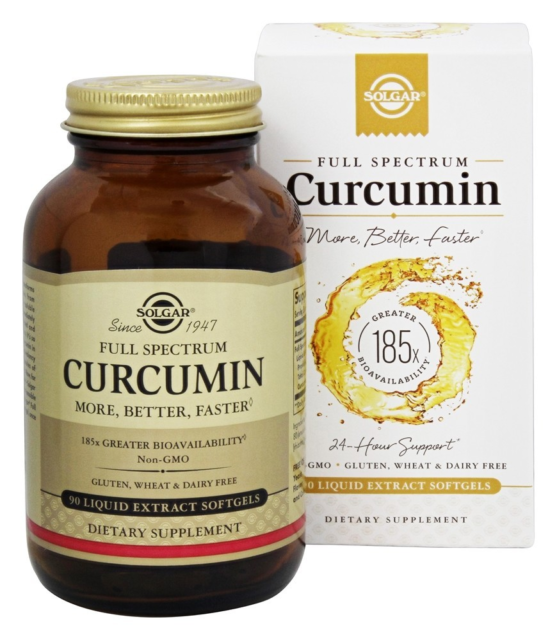 SOLGAR®
Since 1947
FULL SPECTRUM
CURCUMIN
MORE, BETTER, FASTER◊
185x GREATER BIOAVAILABILITY◊
Non-GMO
GLUTEN, WHEAT & DAIRY FREE
90 LIQUID EXTRACT SOFTGELS
DIETARY SUPPLEMENT
SOLGAR®
FULL SPECTRUM
Curcumin
More, Better, Faster◊
GREATER
185x
BIOAVAILABILITY
24-Hour Support
GMO • GLUTEN, WHEAT & DAIRY FREE
90 LIQUID EXTRACT SOFTGELS
DIETARY SUPPLEMENT